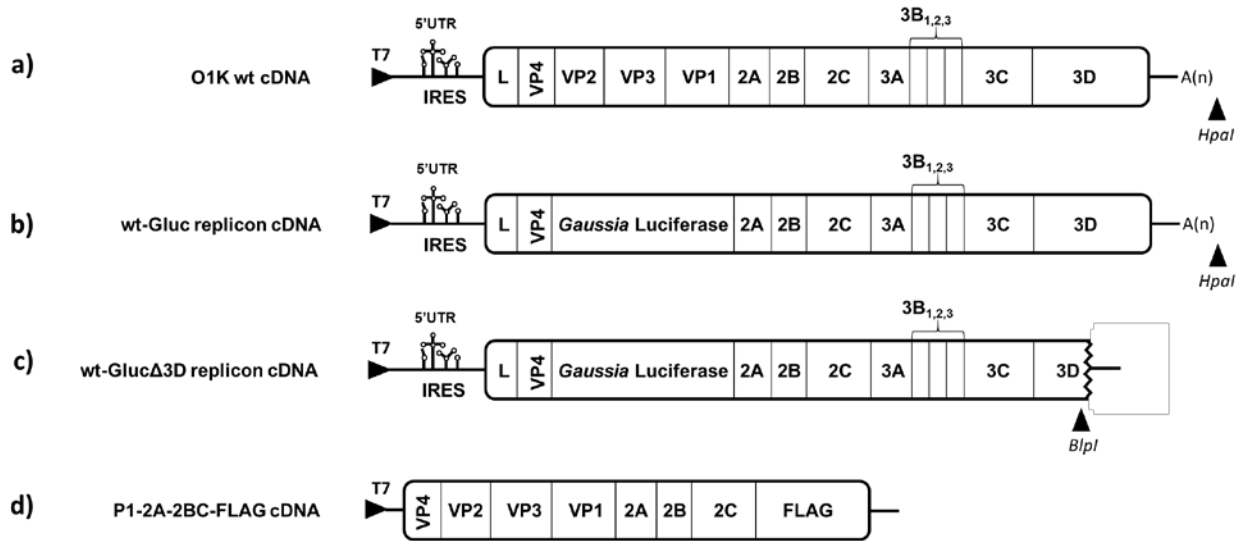 a) O1K wt cDNA T7 5'UTR IRES L VP4 VP2 VP3 VP1 2A 2B 2C 3A 3B1,2,3 3C 3D A(n) HpaI
b) wt-Gluc replicon cDNA T7 5'UTR IRES L VP4 Gaussia Luciferase 2A 2B 2C 3A 3B1,2,3 3C 3D A(n) HpaI
c) wt-GlucΔ3D replicon cDNA T7 5'UTR IRES L VP4 Gaussia Luciferase 2A 2B 2C 3A 3B1,2,3 3C 3D BlpI
d) P1-2A-2BC-FLAG cDNA T7 VP4 VP2 VP3 VP1 2A 2B 2C FLAG